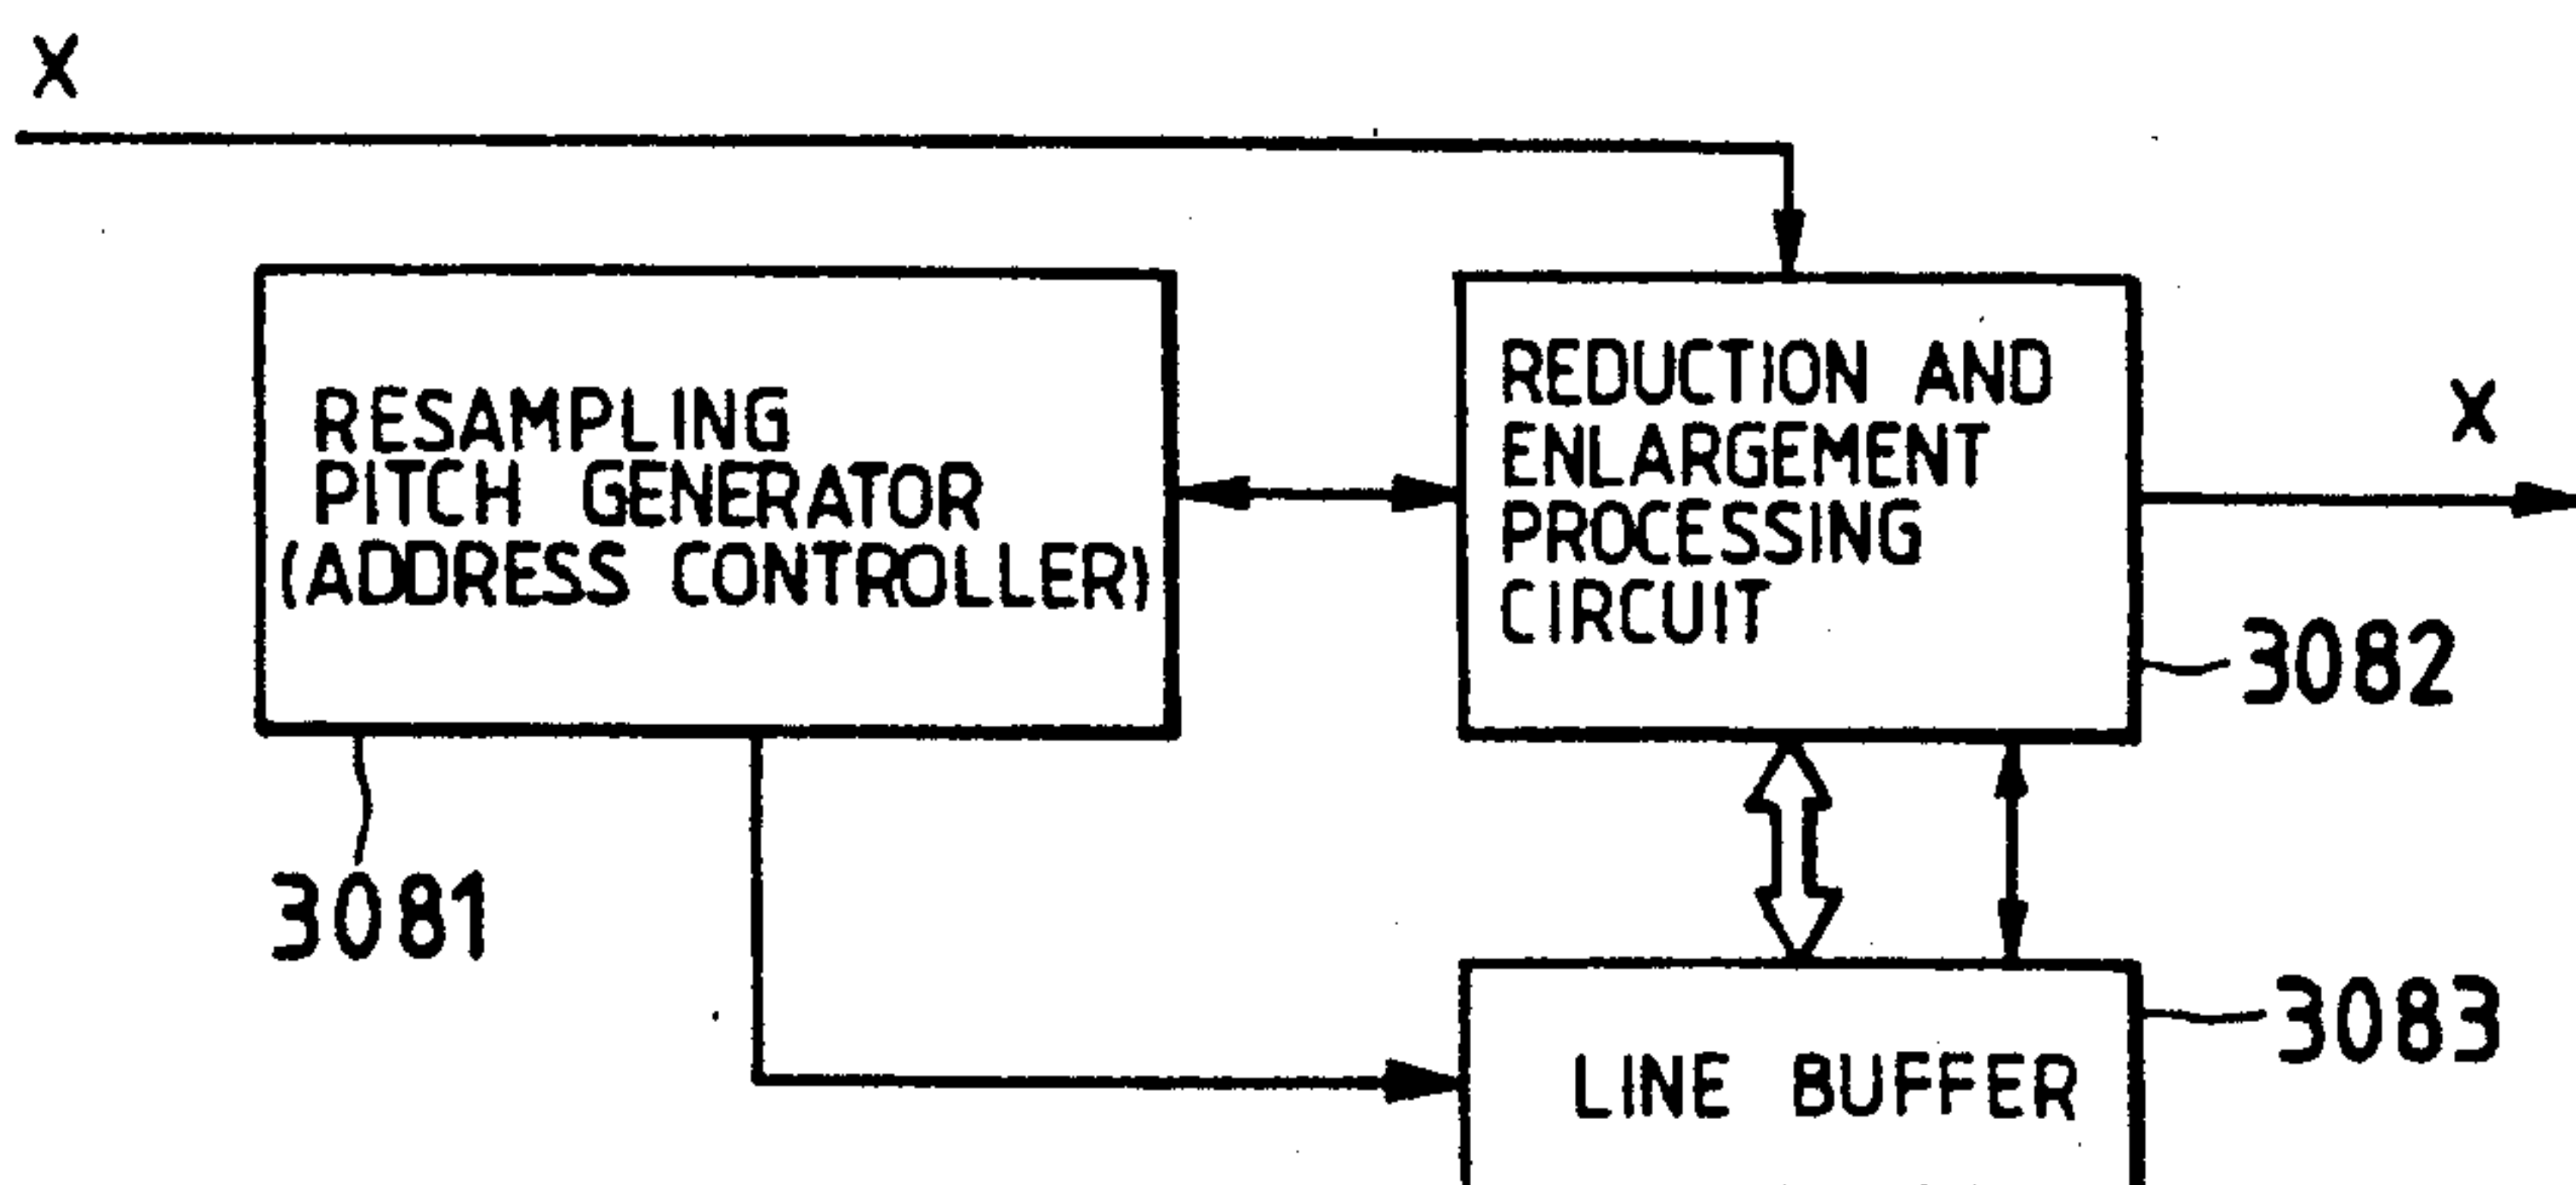 X
RESAMPLING
PITCH GENERATOR
(ADDRESS CONTROLLER)
3081
REDUCTION AND
ENLARGEMENT
PROCESSING
CIRCUIT
X
3082
3083
LINE BUFFER